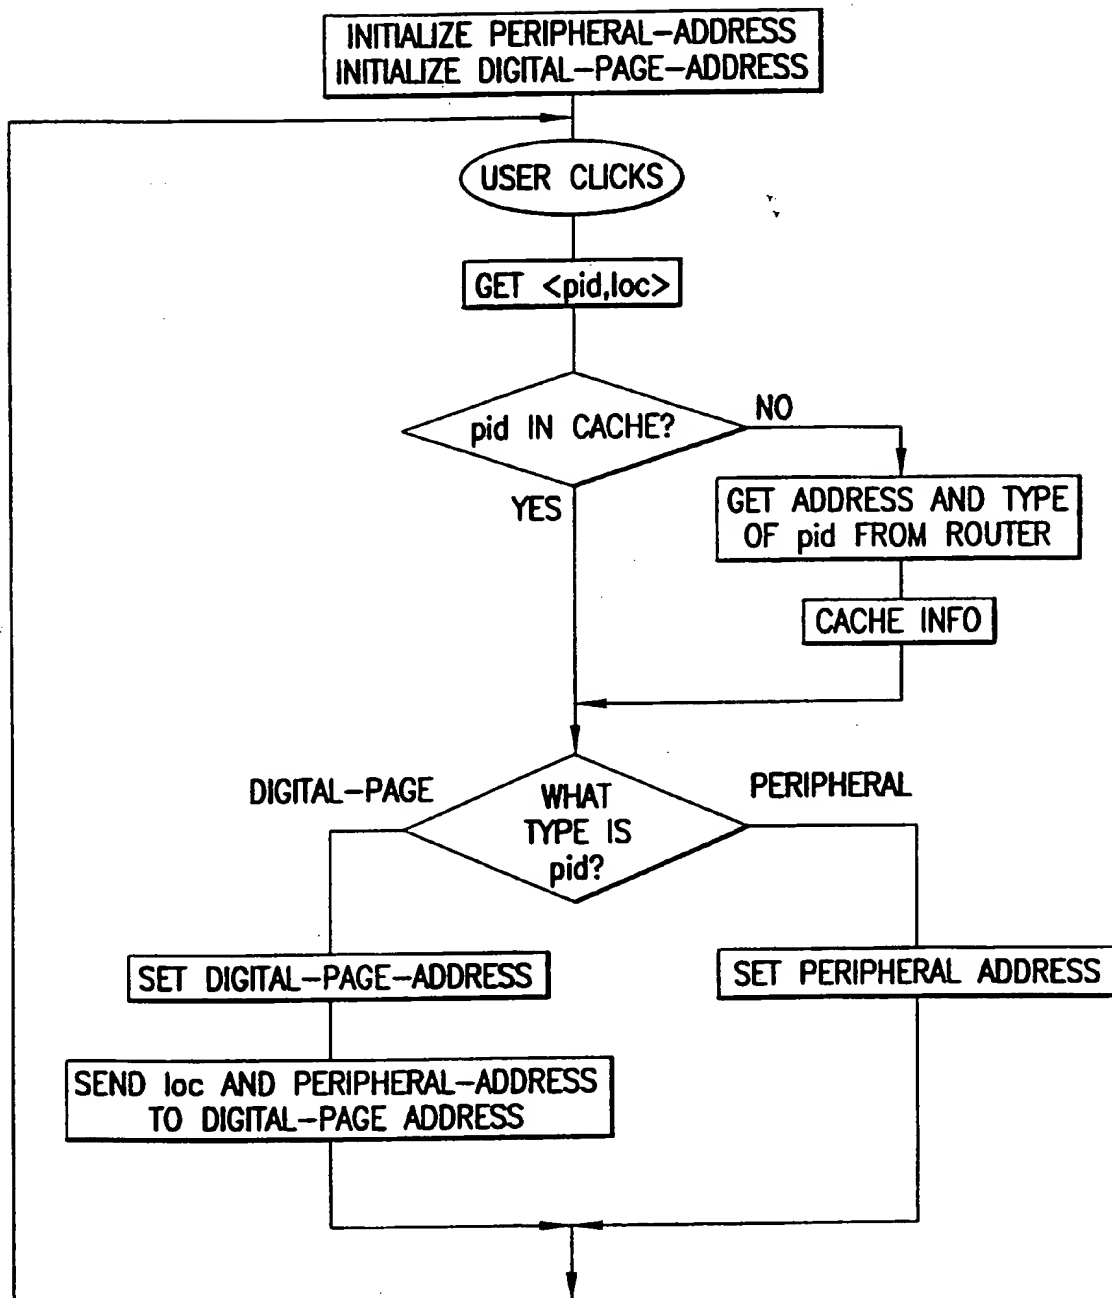 INITIALIZE PERIPHERAL-ADDRESS
INITIALIZE DIGITAL-PAGE-ADDRESS
USER CLICKS
GET <pid,loc>
pid IN CACHE?
NO
YES
GET ADDRESS AND TYPE
OF pid FROM ROUTER
CACHE INFO
DIGITAL-PAGE
WHAT
TYPE IS
pid?
PERIPHERAL
SET DIGITAL-PAGE-ADDRESS
SET PERIPHERAL ADDRESS
SEND loc AND PERIPHERAL-ADDRESS
TO DIGITAL-PAGE ADDRESS